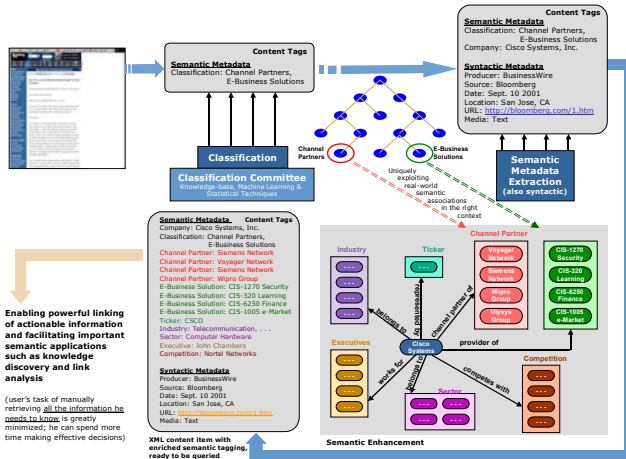 Content Tags
Semantic Metadata
Classification: Channel Partners,
E-Business Solutions
Classification
Classification Committee
Knowledge-base, Machine Learning &
Statistical Techniques
Channel
Partners
E-Business
Solutions
Uniquely
exploiting
real-world
semantic
associations
in the right
context
Content Tags
Semantic Metadata
Classification: Channel Partners,
E-Business Solutions
Company: Cisco Systems, Inc.
Syntactic Metadata
Producer: BusinessWire
Source: Bloomberg
Date: Sept. 10 2001
Location: San Jose, CA
URL: http://bloomberg.com/1.htm
Media: Text
Semantic
Metadata
Extraction
(also syntactic)
Semantic Metadata Content Tags
Company: Cisco Systems, Inc.
Classification: Channel Partners,
E-Business Solutions
Channel Partner: Siemens Network
Channel Partner: Voyager Network
Channel Partner: Siemens Network
Channel Partner: Wipro Group
E-Business Solution: CIS-1270 Security
E-Business Solution: CIS-320 Learning
E-Business Solution: CIS-6250 Finance
E-Business Solution: CIS-1005 e-Market
Ticker: CSCO
Industry: Telecommunication, . . .
Sector: Computer Hardware
Executive: John Chambers
Competition: Nortel Networks
Syntactic Metadata
Producer: BusinessWire
Source: Bloomberg
Date: Sept. 10 2001
Location: San Jose, CA
URL: http://bloomberg.com/1.htm
Media: Text
XML content item with
enriched semantic tagging,
ready to be queried
Enabling powerful linking
of actionable information
and facilitating important
semantic applications
such as knowledge
discovery and link
analysis
(user's task of manually
retrieving all the information he
needs to know is greatly
minimized; he can spend more
time making effective decisions)
Industry
- - -
- - -
- - -
- - -
Ticker
- - -
Channel Partner
Voyager
Network
Siemens
Network
Wipro
Group
Ulysys
Group
CIS-1270
Security
CIS-320
Learning
CIS-6250
Finance
CIS-1005
e-Market
belongs to
represented by
channel partner of
provider of
Cisco
Systems
works for
belongs to
competes with
Executives
- - -
- - -
- - -
- - -
Sector
- - -
- - -
- - -
- - -
Competition
- - -
- - -
- - -
- - -
Semantic Enhancement